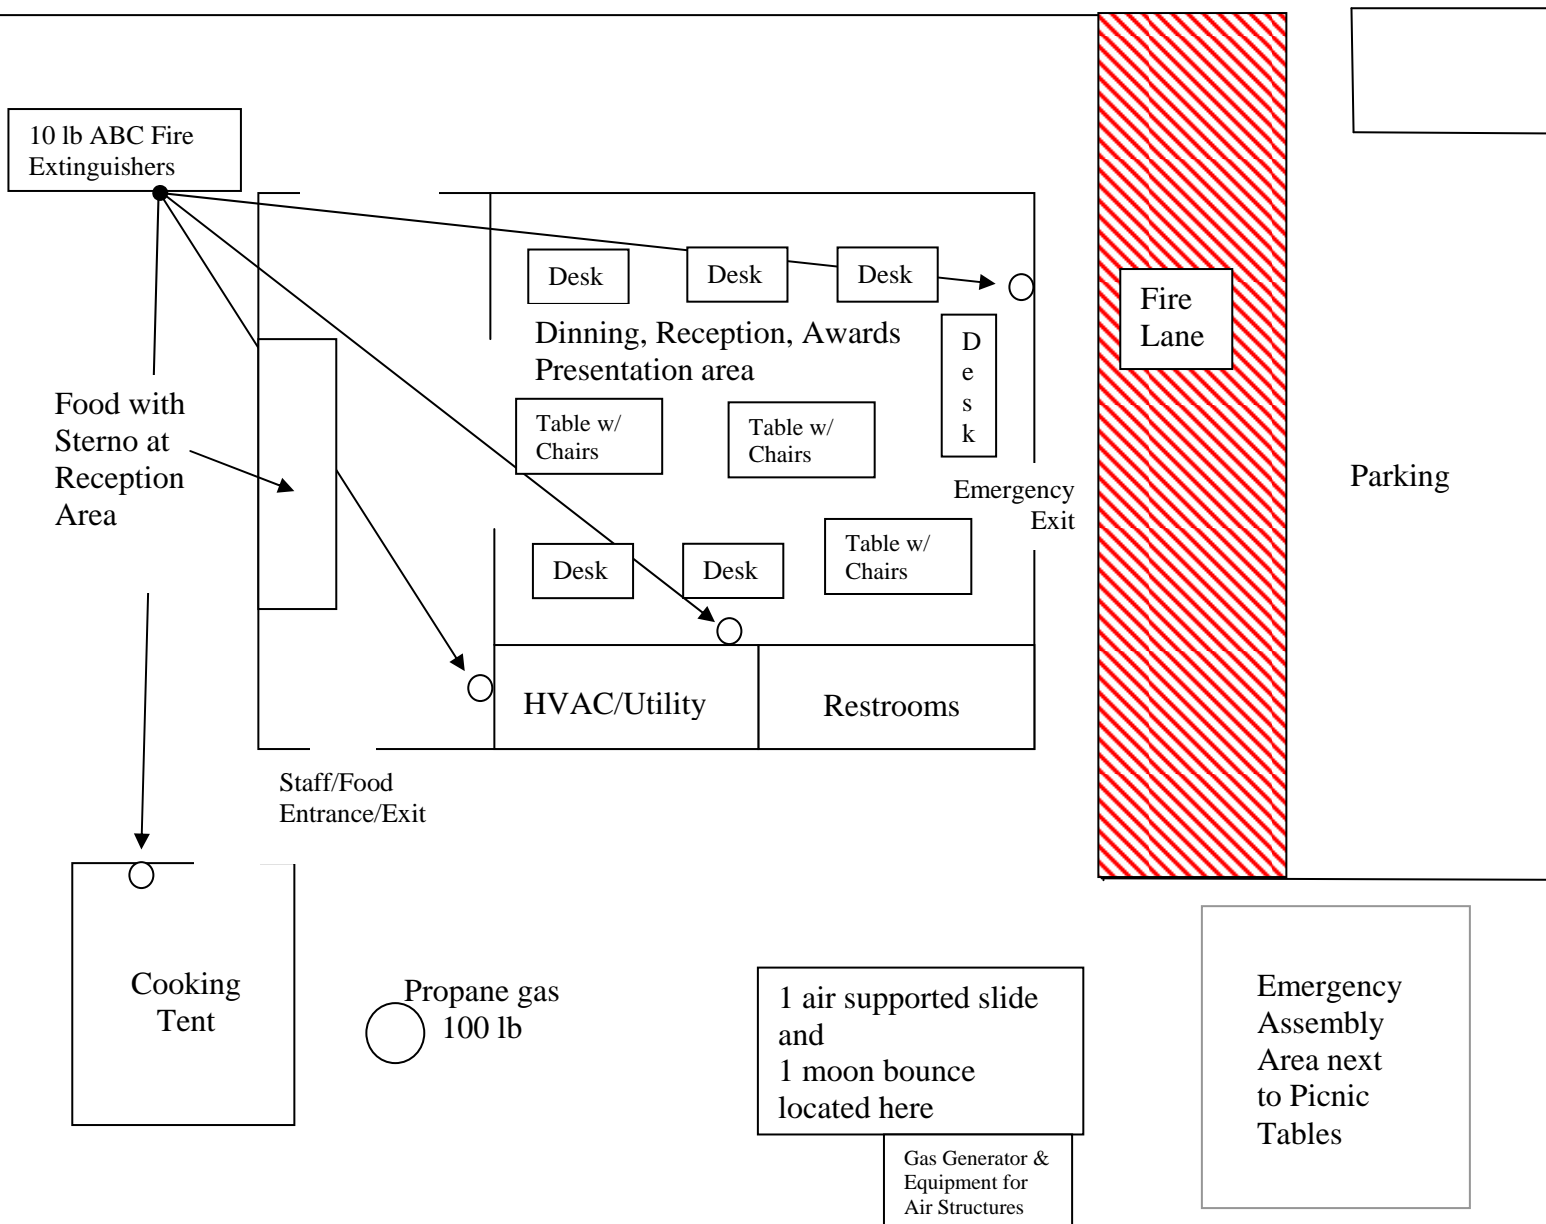 10 lb ABC Fire
Extinguishers
Desk
Desk
Desk
Fire
Lane
Dinning, Reception, Awards
Presentation area
D
e
s
k
Food with
Sterno at
Reception
Area
Table w/
Chairs
Table w/
Chairs
Parking
Emergency
Exit
Table w/
Chairs
Desk
Desk
HVAC/Utility
Restrooms
Staff/Food
Entrance/Exit
Cooking
Tent
Propane gas
100 lb
1 air supported slide
and
1 moon bounce
located here
Emergency
Assembly
Area next
to Picnic
Tables
Gas Generator &
Equipment for
Air Structures